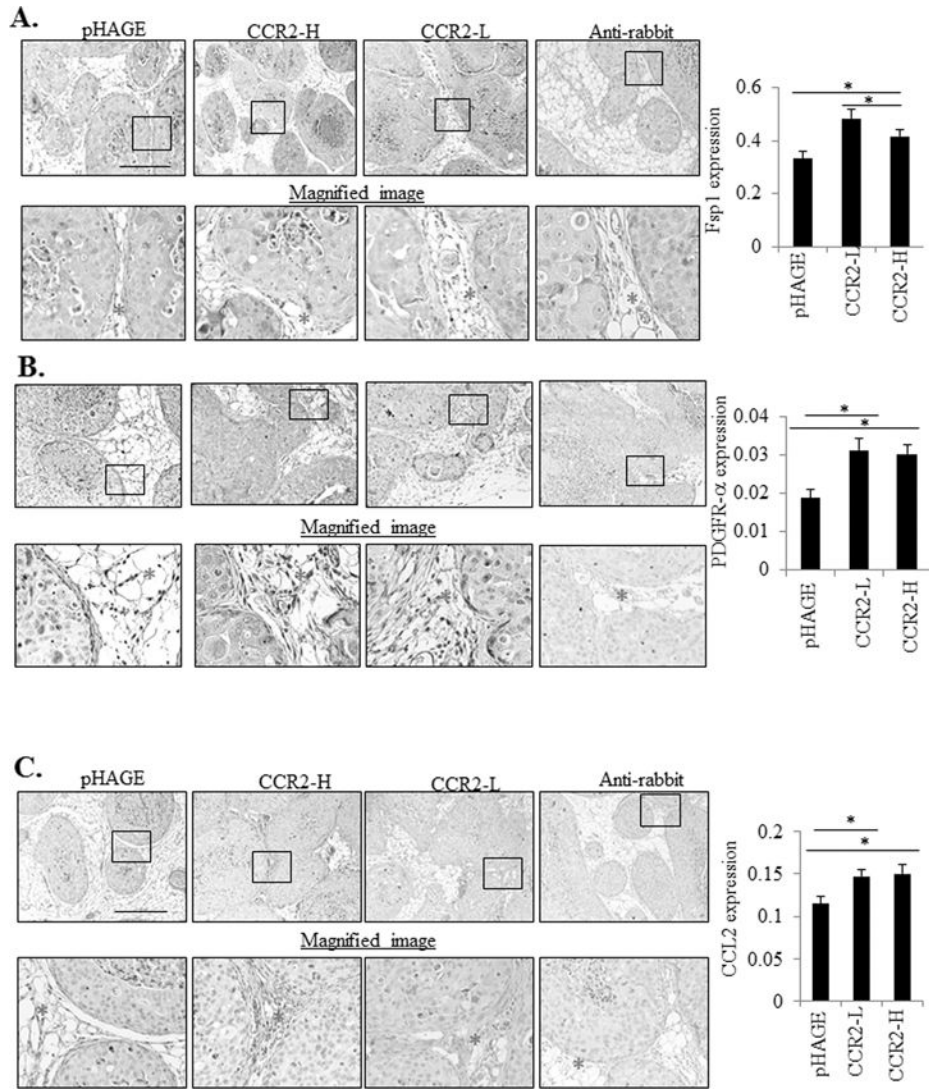 A.
pHAGE CCR2-H CCR2-L Anti-rabbit
Magnified image
* * * *
* *
0.6
0.4
0.2
0
Fsp1 expression
pHAGE
CCR2-L
CCR2-H
B.
Magnified image
* * * *
* *
0.04
0.03
0.02
0.01
0
PDGFR-α expression
pHAGE
CCR2-L
CCR2-H
C.
pHAGE CCR2-H CCR2-L Anti-rabbit
Magnified image
* * * *
* *
0.2
0.15
0.1
0.05
0
CCL2 expression
pHAGE
CCR2-L
CCR2-H